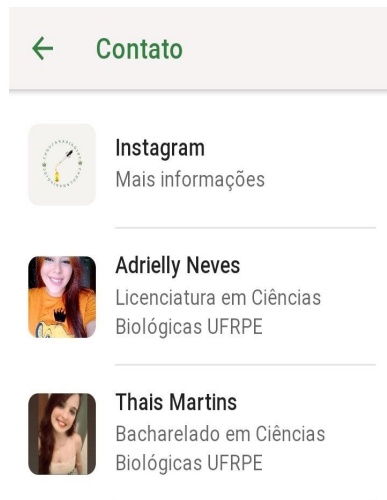 Contato
Instagram
Mais informações
Adrielly Neves
Licenciatura em Ciências
Biológicas UFRPE
Thais Martins
Bacharelado em Ciências
Biológicas UFRPE